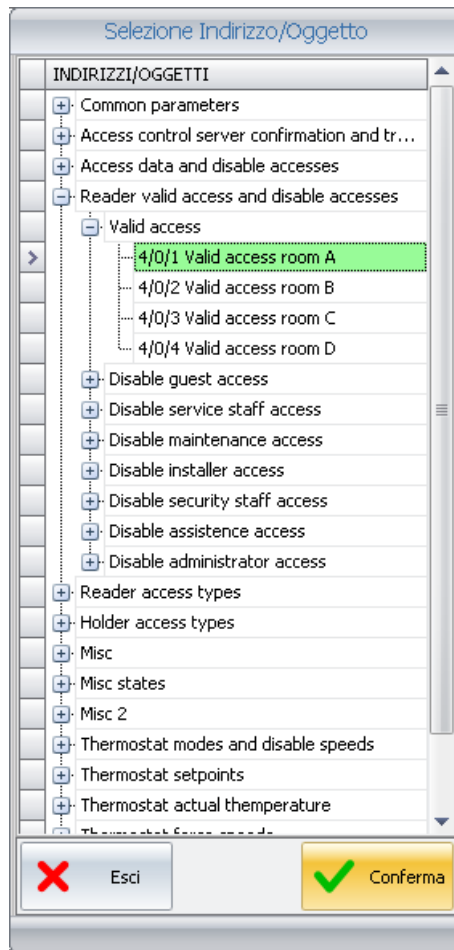 Selezione Indirizzo/Oggetto
INDIRIZZI/OGGETTI
Common parameters
Access control server confirmation and tr...
Access data and disable accesses
Reader valid access and disable accesses
Valid access
4/0/1 Valid access room A
4/0/2 Valid access room B
4/0/3 Valid access room C
4/0/4 Valid access room D
Disable guest access
Disable service staff access
Disable maintenance access
Disable installer access
Disable security staff access
Disable assistence access
Disable administrator access
Reader access types
Holder access types
Misc
Misc states
Misc 2
Thermostat modes and disable speeds
Thermostat setpoints
Thermostat actual themperature
Thermostat force speeds
Esci
Conferma